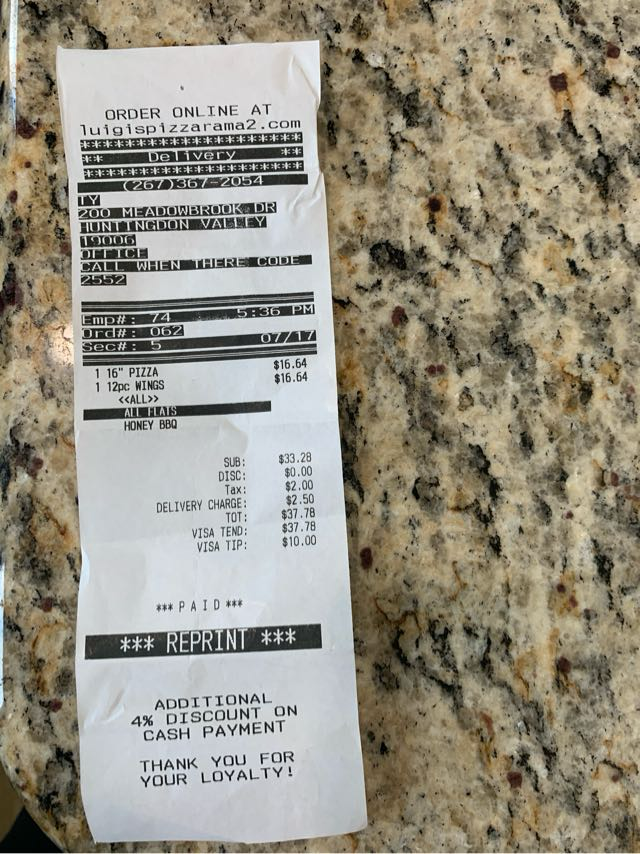 ORDER ONLINE AT
luigispizzarama2.com
**********************
** Delivery **
**********************
(267)367-2054
TY
200 MEADOWBROOK DR
HUNTINGDON VALLEY
19006
OFFICE
CALL WHEN THERE CODE
2552
Emp#: 74 5:36 PM
Ord#: 062
Sec#: 5 07/17
1 16" PIZZA $16.64
1 12pc WINGS $16.64
<<ALL>>
ALL FLATS
HONEY BBQ
SUB: $33.28
DISC: $0.00
Tax: $2.00
DELIVERY CHARGE: $2.50
TOT: $37.78
VISA TEND: $37.78
VISA TIP: $10.00
*** P A I D ***
*** REPRINT ***
ADDITIONAL
4% DISCOUNT ON
CASH PAYMENT
THANK YOU FOR
YOUR LOYALTY!